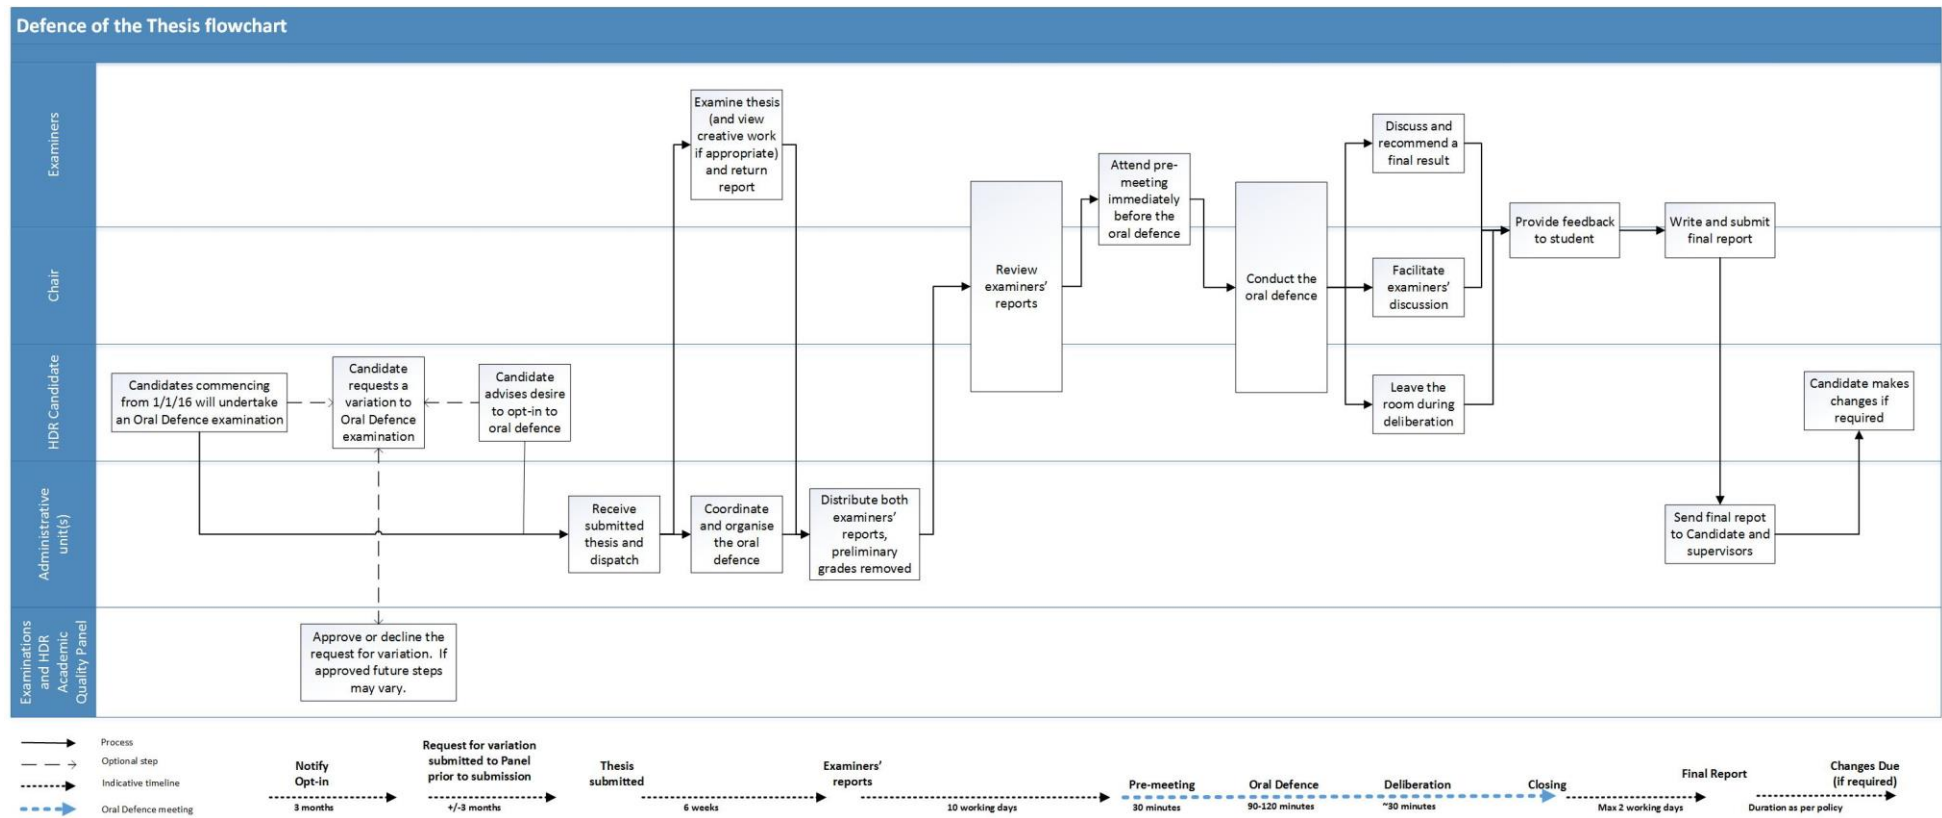 Defence of the Thesis flowchart
Examiners
Examine thesis
(and view
creative work
if appropriate)
and return
report
Discuss and
recommend a
final result
Attend pre-
meeting
immediately
before the
oral defence
Provide feedback
to student
Write and submit
final report
Chair
Review
examiners'
reports
Conduct the
oral defence
Facilitate
examiners'
discussion
HDR Candidate
Candidates commencing
from 1/1/16 will undertake
an Oral Defence examination
Candidate
requests a
variation to
Oral Defence
examination
Candidate
advises desire
to opt-in to
oral defence
Leave the
room during
deliberation
Candidate makes
changes if
required
Administrative
unit(s)
Receive
submitted
thesis and
dispatch
Coordinate
and organise
the oral
defence
Distribute both
examiners'
reports,
preliminary
grades removed
Send final repot
to Candidate and
supervisors
Examinations
and HDR
Academic
Quality Panel
Approve or decline the
request for variation. If
approved future steps
may vary.
Process
Optional step
Indicative timeline
Oral Defence meeting
Notify
Opt-in
3 months
Request for variation
submitted to Panel
prior to submission
+/-3 months
Thesis
submitted
6 weeks
Examiners'
reports
10 working days
Pre-meeting
30 minutes
Oral Defence
90-120 minutes
Deliberation
~30 minutes
Closing
Max 2 working days
Final Report
Duration as per policy
Changes Due
(if required)